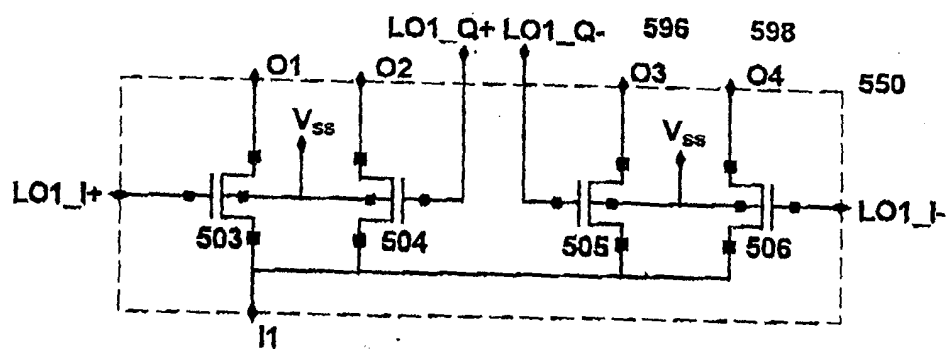 LO1_Q+ LO1_Q- 596 598
O1 O2 O3 O4 550
Vss Vss
LO1_I+ LO1_I-
503 504 505 506
I1